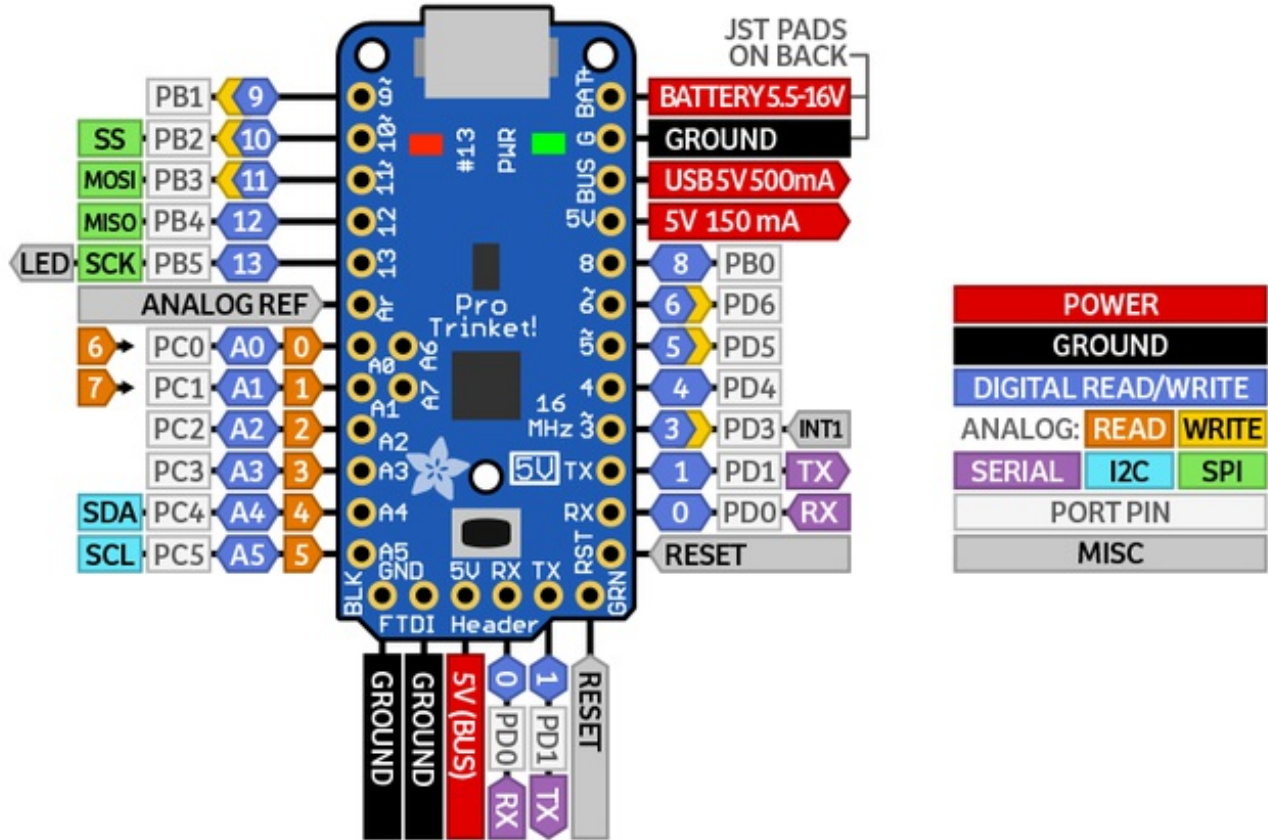 JST PADS
ON BACK
PB1 9 9~ BAT+ BATTERY 5.5-16V
SS PB2 10 10~ #13 PWR G GROUND
MOSI PB3 11 11~ BUS USB 5V 500mA
MISO PB4 12 12 5V 5V 150 mA
LED SCK PB5 13 13 8 8 PB0
ANALOG REF Ar Pro 6~ 6 PD6
Trinket!
6 PC0 A0 0 A0 A6 5~ 5 PD5
7 PC1 A1 1 A1 A7 4 4 PD4
PC2 A2 2 A2 16 MHz 3~ 3 PD3 INT1
PC3 A3 3 A3 5V TX 1 PD1 TX
SDA PC4 A4 4 A4 RX 0 PD0 RX
SCL PC5 A5 5 A5 RST RESET
BLK GND 5V RX TX GRN
FTDI Header
GROUND
GROUND
5V (BUS)
0 PD0 RX
1 PD1 TX
RESET
POWER
GROUND
DIGITAL READ/WRITE
ANALOG: READ WRITE
SERIAL I2C SPI
PORT PIN
MISC